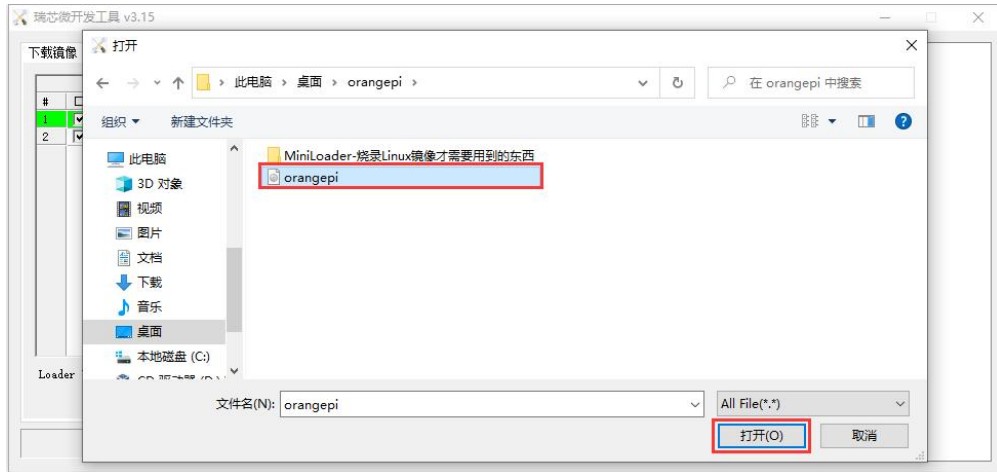 瑞芯微开发工具 v3.15
下载镜像
打开
此电脑 › 桌面 › orangepi ›
在 orangepi 中搜索
组织
新建文件夹
#
1
2
此电脑
3D 对象
视频
图片
文档
下载
音乐
桌面
本地磁盘 (C:)
MiniLoader-烧录Linux镜像才需要用到的东西
orangepi
Loader
文件名(N):
orangepi
All File(*.*)
打开(O)
取消